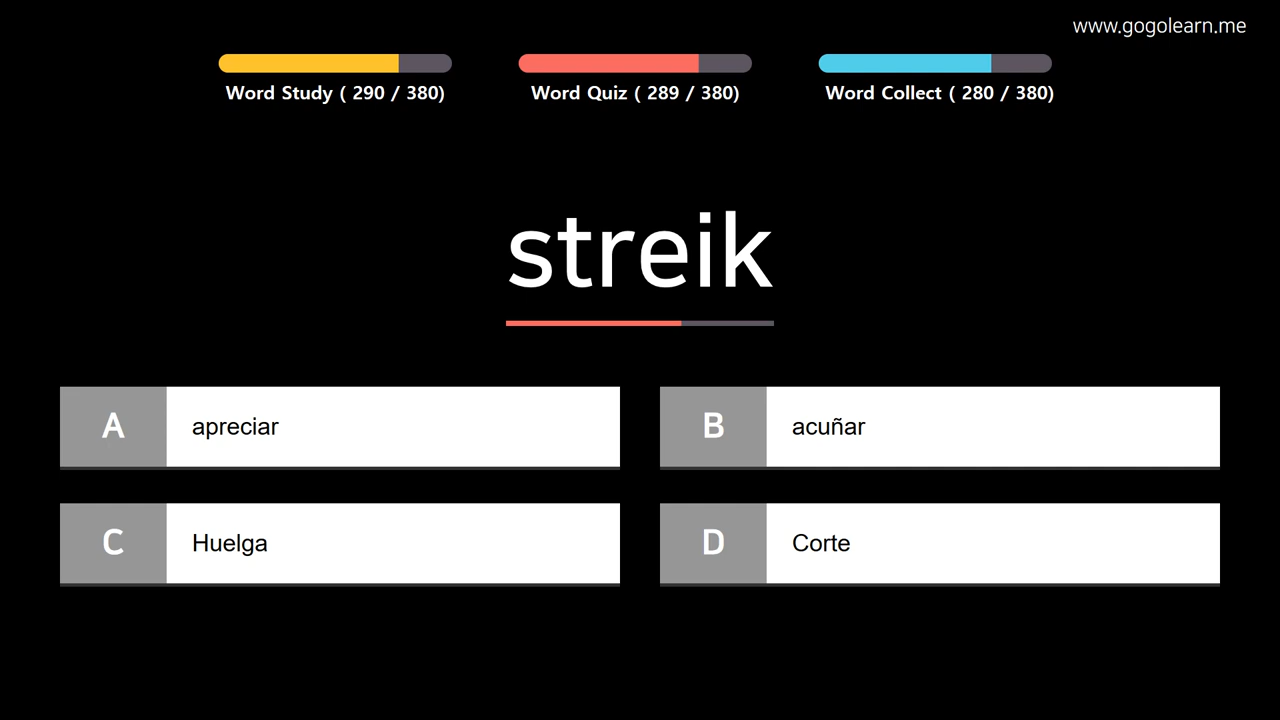 www.gogolearn.me
Word Study ( 290 / 380)
Word Quiz ( 289 / 380)
Word Collect ( 280 / 380)
streik
A apreciar
B acuñar
C Huelga
D Corte